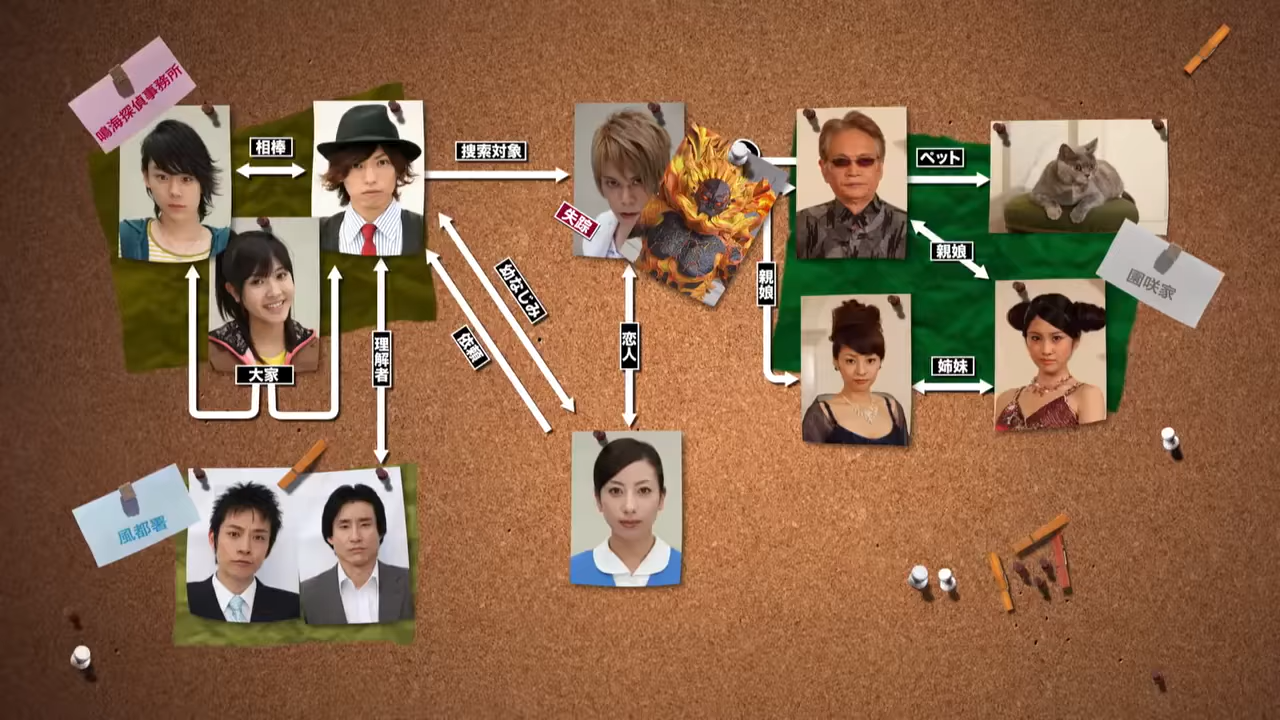 鳴海探偵事務所
相棒
捜索対象
失踪
ペット
親娘
園咲家
親娘
幼なじみ
依頼
恋人
理解者
大家
姉妹
風都署